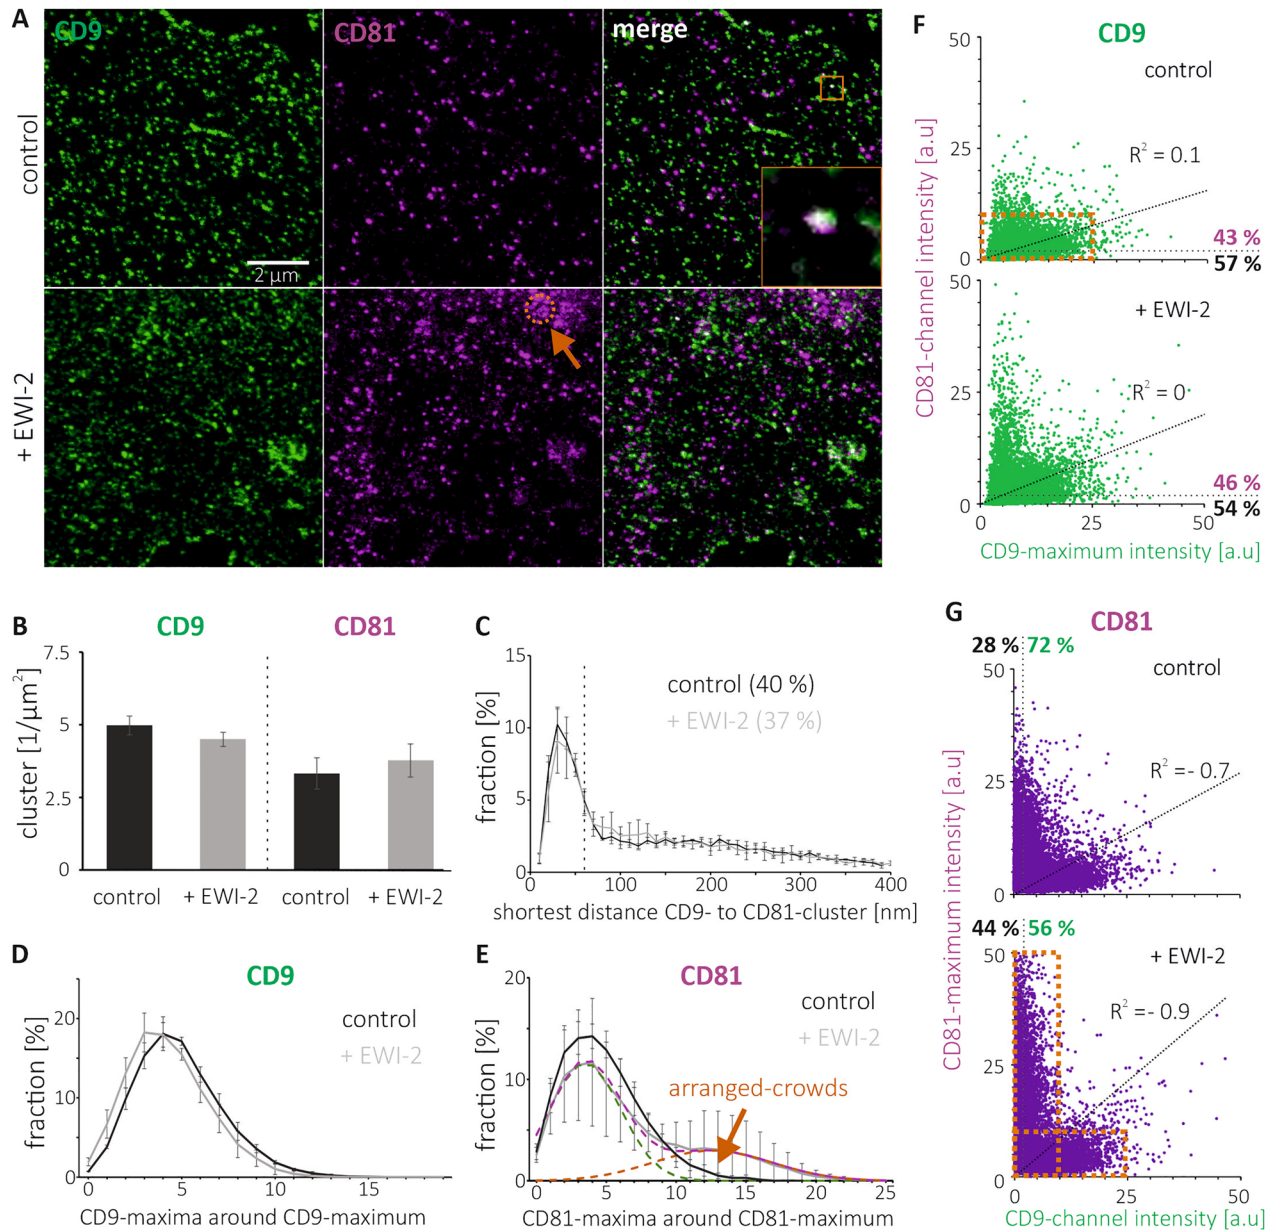 A
CD9
CD81
merge
control
2 µm
+ EWI-2
B
CD9
CD81
7.5
5
2.5
0
cluster [1/µm²]
control
+ EWI-2
control
+ EWI-2
C
15
10
5
0
fraction [%]
control (40 %)
+ EWI-2 (37 %)
0
100
200
300
400
shortest distance CD9- to CD81-cluster [nm]
D
CD9
20
10
0
fraction [%]
control
+ EWI-2
0
5
10
15
CD9-maxima around CD9-maximum
E
CD81
20
10
0
fraction [%]
control
+ EWI-2
arranged-crowds
0
5
10
15
20
25
CD81-maxima around CD81-maximum
F
CD9
50
25
0
control
R² = 0.1
43 %
57 %
CD81-channel intensity [a.u]
50
25
0
+ EWI-2
R² = 0
46 %
54 %
0
25
50
CD9-maximum intensity [a.u]
G
CD81
28 % 72 %
50
25
0
control
R² = - 0.7
CD81-maximum intensity [a.u]
44 % 56 %
50
25
0
+ EWI-2
R² = - 0.9
0
25
50
CD9-channel intensity [a.u]